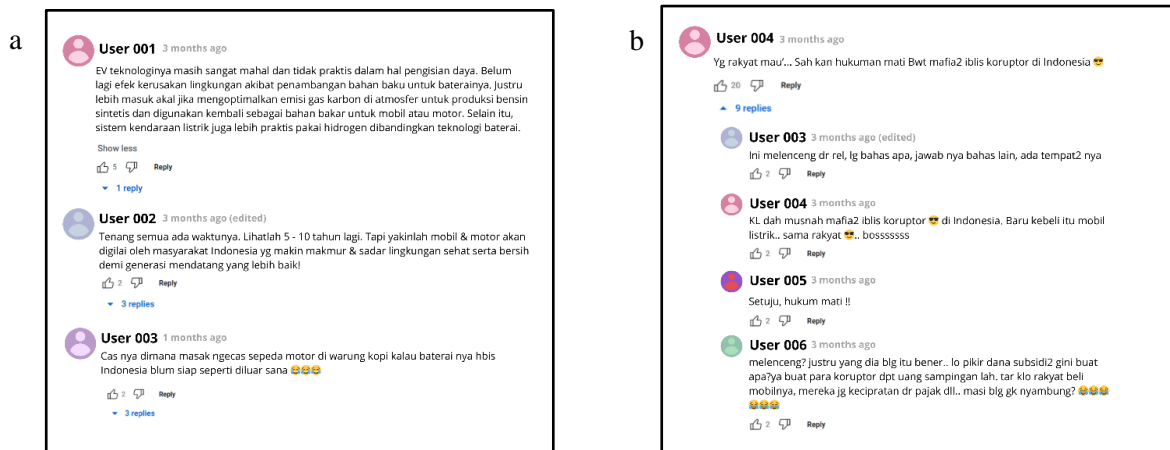 a
User 001 3 months ago
EV teknologinya masih sangat mahal dan tidak praktis dalam hal pengisian daya. Belum
lagi efek kerusakan lingkungan akibat penambangan bahan baku untuk baterainya. Justru
lebih masuk akal jika mengoptimalkan emisi gas karbon di atmosfer untuk produksi bensin
sintetis dan digunakan kembali sebagai bahan bakar untuk mobil atau motor. Selain itu,
sistem kendaraan listrik juga lebih praktis pakai hidrogen dibandingkan teknologi baterai.
Show less
5 Reply
1 reply
User 002 3 months ago (edited)
Tenang semua ada waktunya. Lihatlah 5 - 10 tahun lagi. Tapi yakinlah mobil & motor akan
digilai oleh masyarakat Indonesia yg makin makmur & sadar lingkungan sehat serta bersih
demi generasi mendatang yang lebih baik!
2 Reply
3 replies
User 003 1 months ago
Cas nya dimana masak ngecas sepeda motor di warung kopi kalau baterai nya hbis
Indonesia blum siap seperti diluar sana 😂😂😂
2 Reply
3 replies
b
User 004 3 months ago
Yg rakyat mau'... Sah kan hukuman mati Bwt mafia2 iblis koruptor di Indonesia 😎
20 Reply
9 replies
User 003 3 months ago (edited)
Ini melenceng dr rel, lg bahas apa, jawab nya bahas lain, ada tempat2 nya
2 Reply
User 004 3 months ago
KL dah musnah mafia2 iblis koruptor 😎 di Indonesia. Baru kebeli itu mobil
listrik.. sama rakyat 😎.. bosssssss
2 Reply
User 005 3 months ago
Setuju, hukum mati !!
2 Reply
User 006 3 months ago
melenceng? justru yang dia blg itu bener.. lo pikir dana subsidi2 gini buat
apa?ya buat para koruptor dpt uang sampingan lah. tar klo rakyat beli
mobilnya, mereka jg kecipratan dr pajak dll.. masi blg gk nyambung? 😂😂😂
😂😂😂
2 Reply